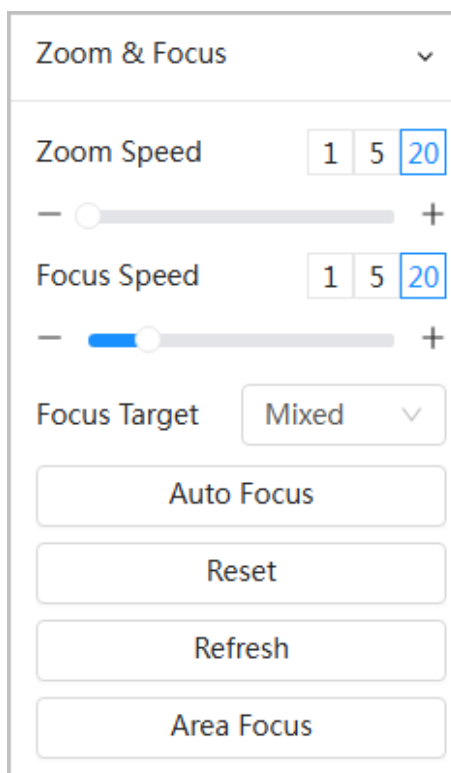 Zoom & Focus
Zoom Speed 1 5 20
− +
Focus Speed 1 5 20
− +
Focus Target Mixed
Auto Focus
Reset
Refresh
Area Focus